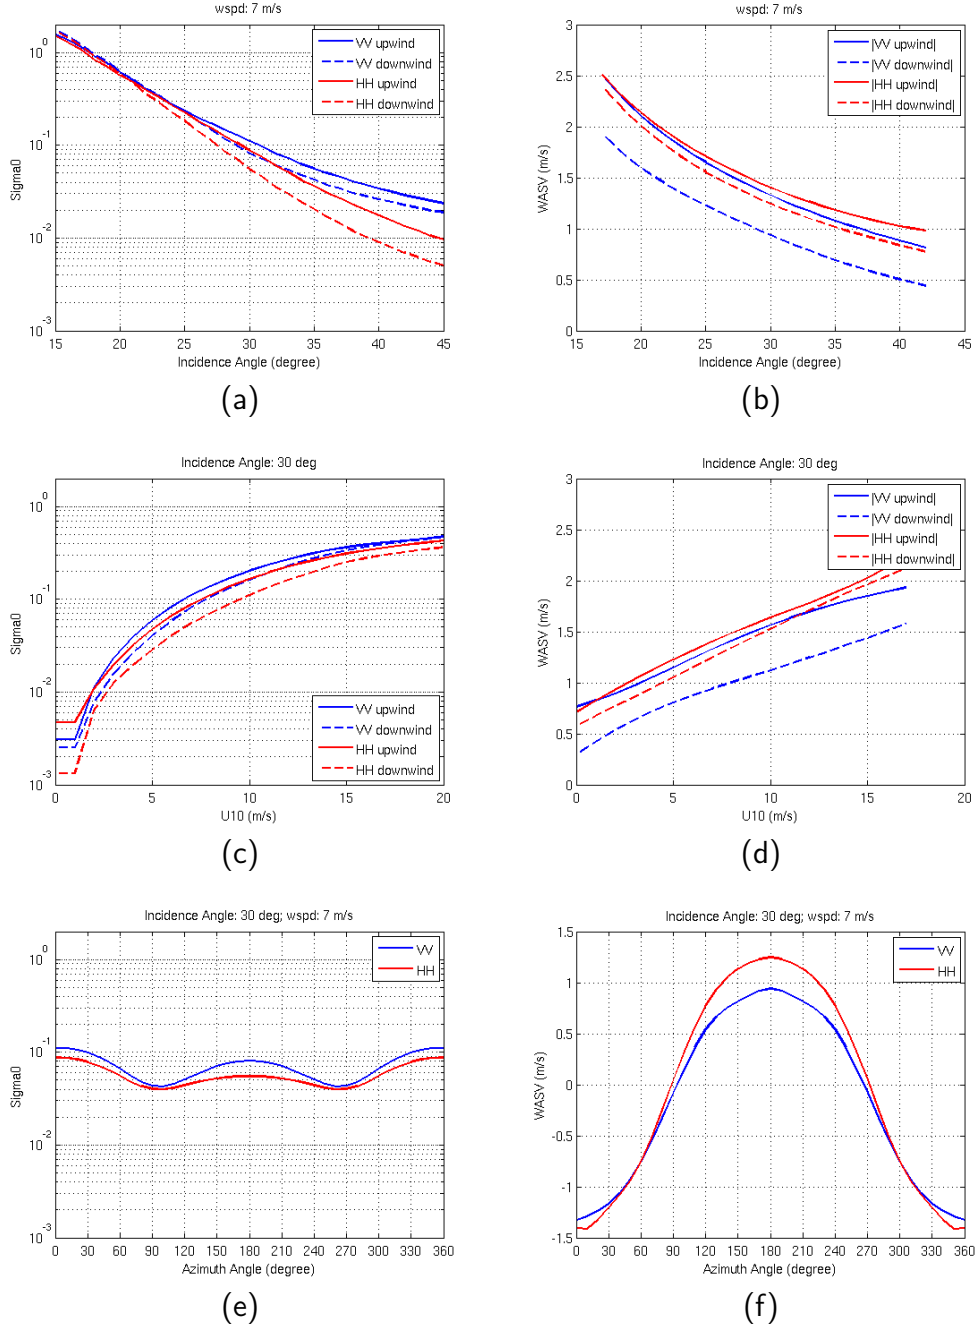 wspd: 7 m/s
10^0
10^-1
10^-2
10^-3
Sigma0
15 20 25 30 35 40 45
Incidence Angle (degree)
VV upwind
VV downwind
HH upwind
HH downwind
(a)
wspd: 7 m/s
3
2.5
2
1.5
1
0.5
0
WASV (m/s)
15 20 25 30 35 40 45
Incidence Angle (degree)
|VV upwind|
|VV downwind|
|HH upwind|
|HH downwind|
(b)
Incidence Angle: 30 deg
10^0
10^-1
10^-2
10^-3
Sigma0
0 5 10 15 20
U10 (m/s)
VV upwind
VV downwind
HH upwind
HH downwind
(c)
Incidence Angle: 30 deg
3
2.5
2
1.5
1
0.5
0
WASV (m/s)
0 5 10 15 20
U10 (m/s)
|VV upwind|
|VV downwind|
|HH upwind|
|HH downwind|
(d)
Incidence Angle: 30 deg; wspd: 7 m/s
10^0
10^-1
10^-2
10^-3
Sigma0
0 30 60 90 120 150 180 210 240 270 300 330 360
Azimuth Angle (degree)
VV
HH
(e)
Incidence Angle: 30 deg; wspd: 7 m/s
1.5
1
0.5
0
-0.5
-1
-1.5
WASV (m/s)
0 30 60 90 120 150 180 210 240 270 300 330 360
Azimuth Angle (degree)
VV
HH
(f)